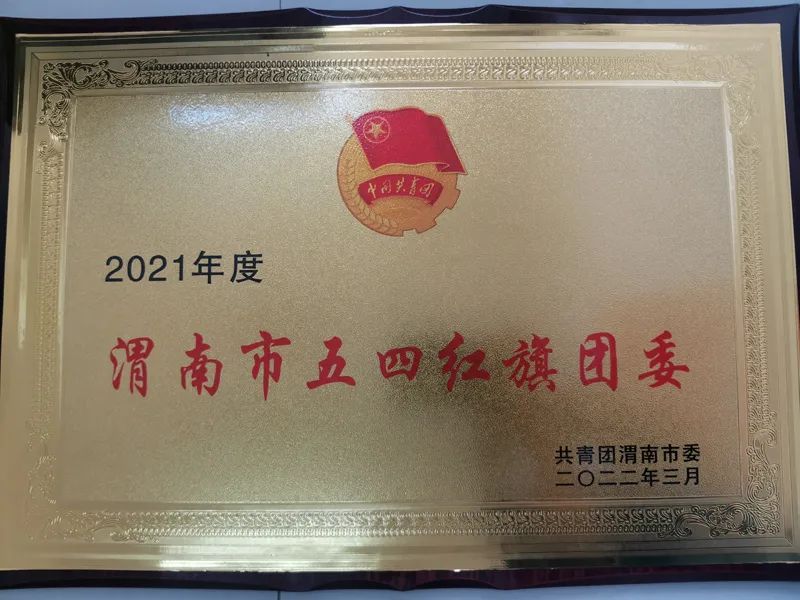 中国共青团
2021年度
渭南市五四红旗团委
共青团渭南市委
二〇二二年三月